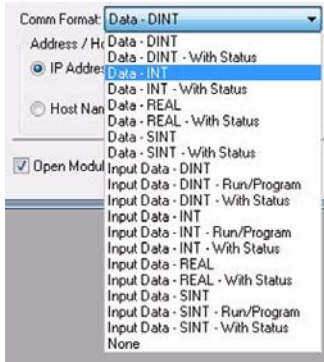 Comm Format: Data - DINT
Address / Ho
IP Addre
Host Nan
Open Modul
Data - DINT
Data - DINT - With Status
Data - INT
Data - INT - With Status
Data - REAL
Data - REAL - With Status
Data - SINT
Data - SINT - With Status
Input Data - DINT
Input Data - DINT - Run/Program
Input Data - DINT - With Status
Input Data - INT
Input Data - INT - Run/Program
Input Data - INT - With Status
Input Data - REAL
Input Data - REAL - With Status
Input Data - SINT
Input Data - SINT - Run/Program
Input Data - SINT - With Status
None